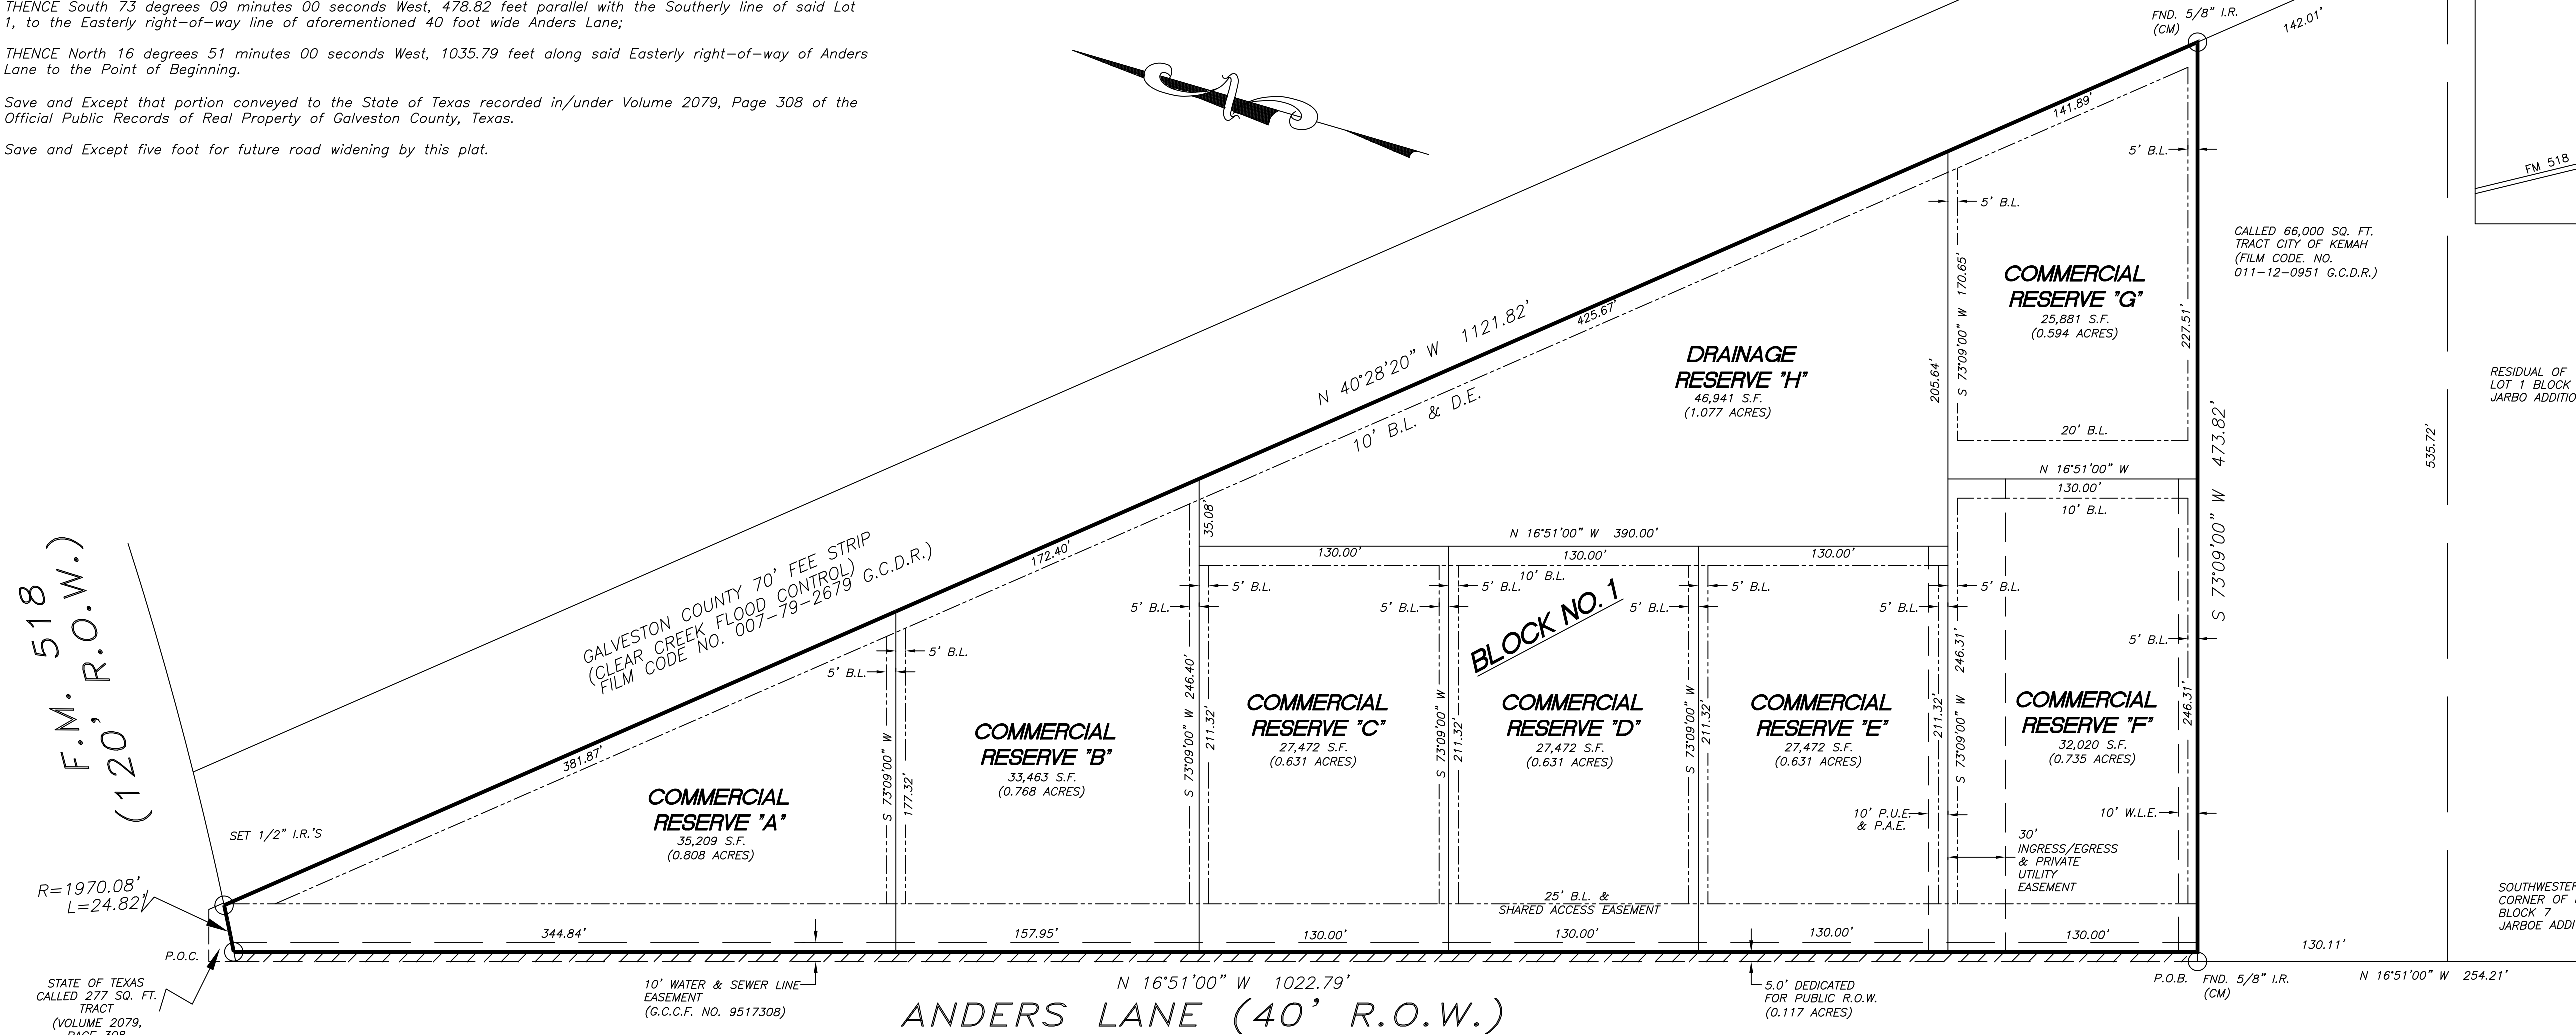 THENCE South 73 degrees 09 minutes 00 seconds West, 478.82 feet parallel with the Southerly line of said Lot
1, to the Easterly right-of-way line of aforementioned 40 foot wide Anders Lane;
THENCE North 16 degrees 51 minutes 00 seconds West, 1035.79 feet along said Easterly right-of-way of Anders
Lane to the Point of Beginning.
Save and Except that portion conveyed to the State of Texas recorded in/under Volume 2079, Page 308 of the
Official Public Records of Real Property of Galveston County, Texas.
Save and Except five foot for future road widening by this plat.
FND. 5/8" I.R.
(CM)
142.01'
141.89'
5' B.L.
5' B.L.
FM 518
CALLED 66,000 SQ. FT.
TRACT CITY OF KEMAH
(FILM CODE. NO.
011-12-0951 G.C.D.R.)
COMMERCIAL
RESERVE "G"
25,881 S.F.
(0.594 ACRES)
S 73°09'00" W 170.65'
205.64'
227.51'
20' B.L.
N 16°51'00" W
130.00'
10' B.L.
S 73°09'00" W 473.82'
535.72'
RESIDUAL OF
LOT 1 BLOCK
JARBO ADDITIO
N 40°28'20" W 1121.82'
425.67'
10' B.L. & D.E.
DRAINAGE
RESERVE "H"
46,941 S.F.
(1.077 ACRES)
35.08'
N 16°51'00" W 390.00'
130.00'
130.00'
130.00'
10' B.L.
BLOCK NO. 1
172.40'
GALVESTON COUNTY 70' FEE STRIP
(CLEAR CREEK FLOOD CONTROL)
FILM CODE NO. 007-79-2679 G.C.D.R.)
F.M. 518
(120' R.O.W.)
5' B.L.
5' B.L.
5' B.L.
5' B.L.
5' B.L.
5' B.L.
5' B.L.
5' B.L.
5' B.L.
5' B.L.
5' B.L.
381.87'
COMMERCIAL
RESERVE "A"
35,209 S.F.
(0.808 ACRES)
S 73°09'00" W
177.32'
COMMERCIAL
RESERVE "B"
33,463 S.F.
(0.768 ACRES)
S 73°09'00" W 246.40'
211.32'
COMMERCIAL
RESERVE "C"
27,472 S.F.
(0.631 ACRES)
S 73°09'00" W
211.32'
COMMERCIAL
RESERVE "D"
27,472 S.F.
(0.631 ACRES)
S 73°09'00" W
211.32'
COMMERCIAL
RESERVE "E"
27,472 S.F.
(0.631 ACRES)
211.32'
S 73°09'00" W 246.31'
COMMERCIAL
RESERVE "F"
32,020 S.F.
(0.735 ACRES)
246.31'
10' P.U.E.
& P.A.E.
10' W.L.E.
30'
INGRESS/EGRESS
& PRIVATE
UTILITY
EASEMENT
SET 1/2" I.R.'S
R=1970.08'
L=24.82'
25' B.L. &
SHARED ACCESS EASEMENT
SOUTHWESTER
CORNER OF
BLOCK 7
JARBOE ADDI
344.84'
157.95'
130.00'
130.00'
130.00'
130.00'
130.11'
P.O.C.
STATE OF TEXAS
CALLED 277 SQ. FT.
TRACT
(VOLUME 2079,
PAGE 308
10' WATER & SEWER LINE
EASEMENT
(G.C.C.F. NO. 9517308)
N 16°51'00" W 1022.79'
ANDERS LANE (40' R.O.W.)
5.0' DEDICATED
FOR PUBLIC R.O.W.
(0.117 ACRES)
P.O.B.
FND. 5/8" I.R.
(CM)
N 16°51'00" W 254.21'